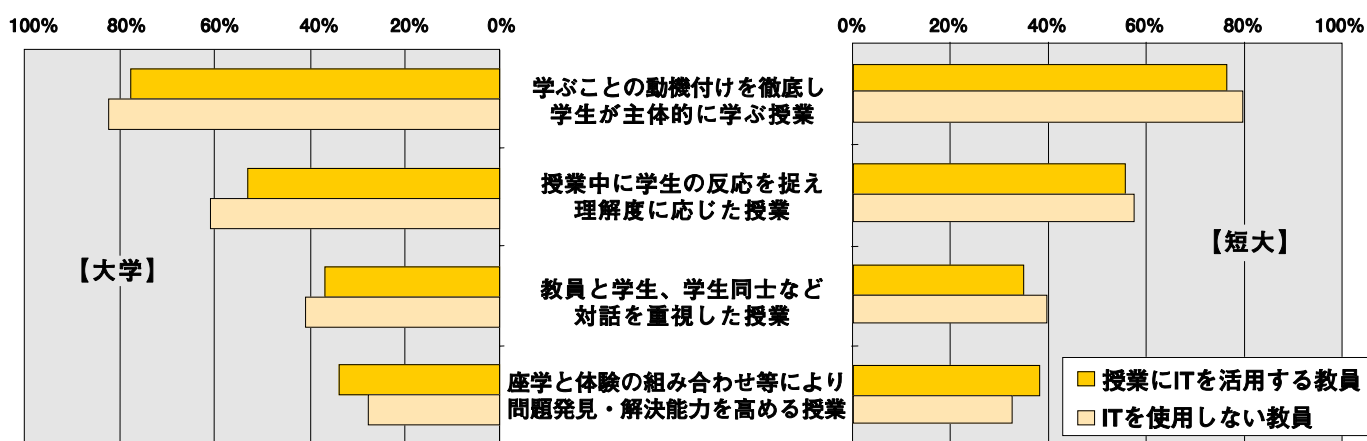 100% 80% 60% 40% 20% 0%
0% 20% 40% 60% 80% 100%
学ぶことの動機付けを徹底し
学生が主体的に学ぶ授業
授業中に学生の反応を捉え
理解度に応じた授業
【大学】
【短大】
教員と学生、学生同士など
対話を重視した授業
座学と体験の組み合わせ等により
問題発見・解決能力を高める授業
授業にITを活用する教員
ITを使用しない教員